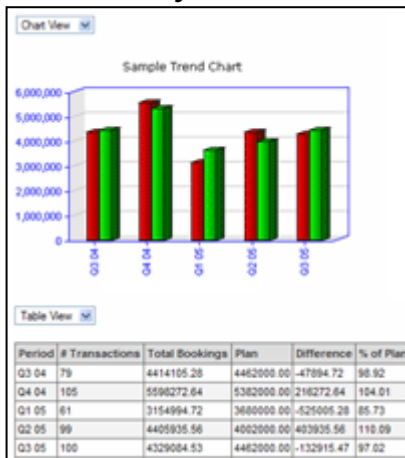 Chart View
Sample Trend Chart
6,000,000
5,000,000
4,000,000
3,000,000
2,000,000
1,000,000
0
Q3 04 Q4 04 Q1 05 Q2 05 Q3 05
Table View
Period # Transactions Total Bookings Plan Difference % of Plan
Q3 04 79 4414105.28 4462000.00 -47894.72 98.92
Q4 04 105 5598272.64 5382000.00 216272.64 104.01
Q1 05 61 3154994.72 3680000.00 -525005.28 85.73
Q2 05 99 4405935.56 4002000.00 403935.56 110.09
Q3 05 100 4329084.53 4462000.00 -132915.47 97.02